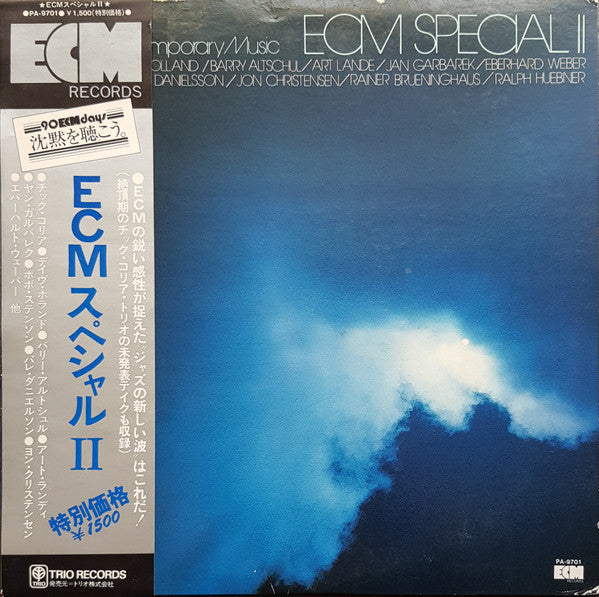 ★ECMスペシャルII★
●PA-9701●¥1,500(特別価格)●
ECM
RECORDS
90 ECM days
沈黙を聴こう。
ECMスペシャルII
●ECMの鋭い感性が捉えた“ジャズの新しい波”はこれだ!
(絶頂期のチック・コリア・トリオの未発表テイクも収録)
●チック・コリア●デイヴ・ホランド●バリー・アルトシュル●アート・ランディ
●ヤン・ガルバレク●ボボ・ステンソン●パレ・ダニエルソン●ヨン・クリステンセン
●エバーハルト・ウェーバー 他
特別価格
¥1500
TRIO
TRIO RECORDS
発売元=トリオ株式会社
mporary Music
ECM SPECIAL II
OLLAND/BARRY ALTSCHUL/ART LANDE/JAN GARBAREK/EBERHARD WEBER
DANIELSSON/JON CHRISTENSEN/RAINER BRUENINGHAUS/RALPH HUEBNER
PA-9701
ECM
RECORDS